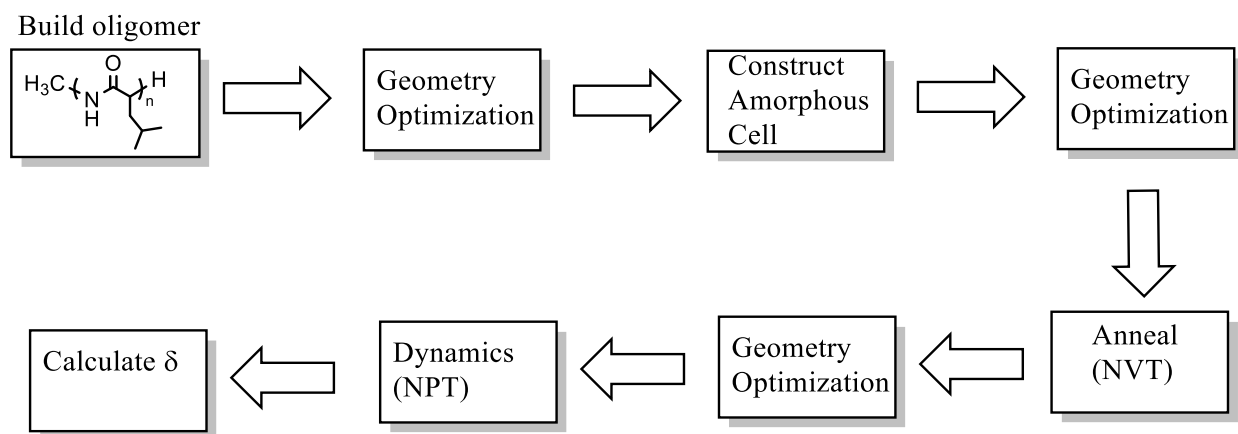 Build oligomer
O
H₃C
H
N
H
n
Geometry
Optimization
Construct
Amorphous
Cell
Geometry
Optimization
Anneal
(NVT)
Geometry
Optimization
Dynamics
(NPT)
Calculate δ